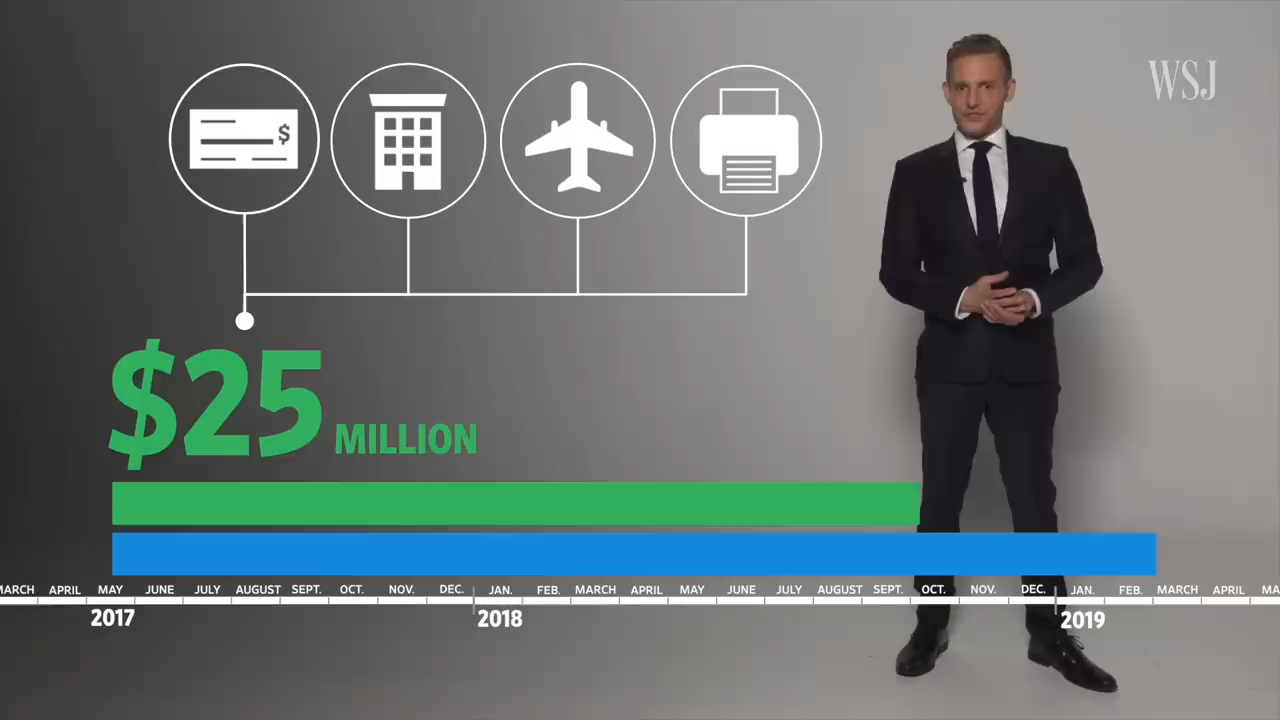 WSJ
$
$25 MILLION
MARCH APRIL MAY JUNE JULY AUGUST SEPT. OCT. NOV. DEC. JAN. FEB. MARCH APRIL MAY JUNE JULY AUGUST SEPT. OCT. NOV. DEC. JAN. FEB. MARCH APRIL MA
2017 2018 2019